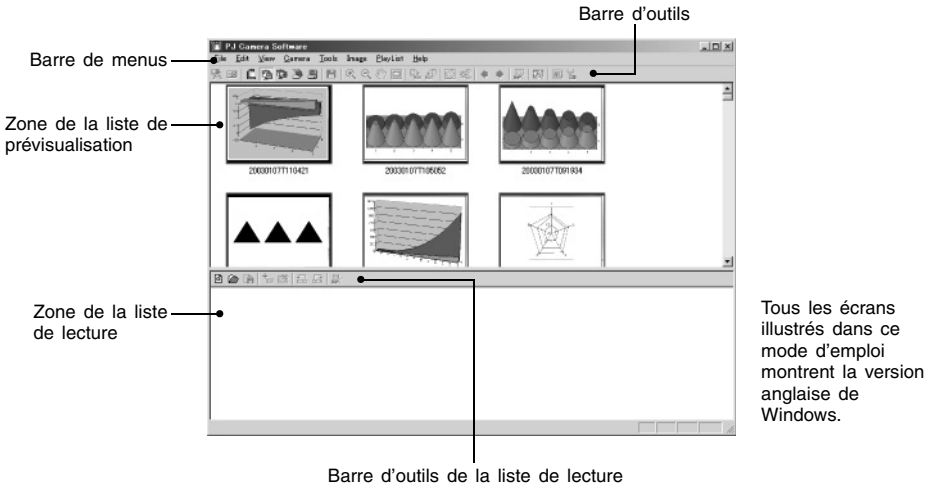 Barre d'outils
Barre de menus
PJ Camera Software
File Edit View Camera Tools Image PlayList Help
Zone de la liste de
prévisualisation
20030107T110421 20030107T105052 20030107T091934
Zone de la liste
de lecture
Tous les écrans
illustrés dans ce
mode d'emploi
montrent la version
anglaise de
Windows.
Barre d'outils de la liste de lecture